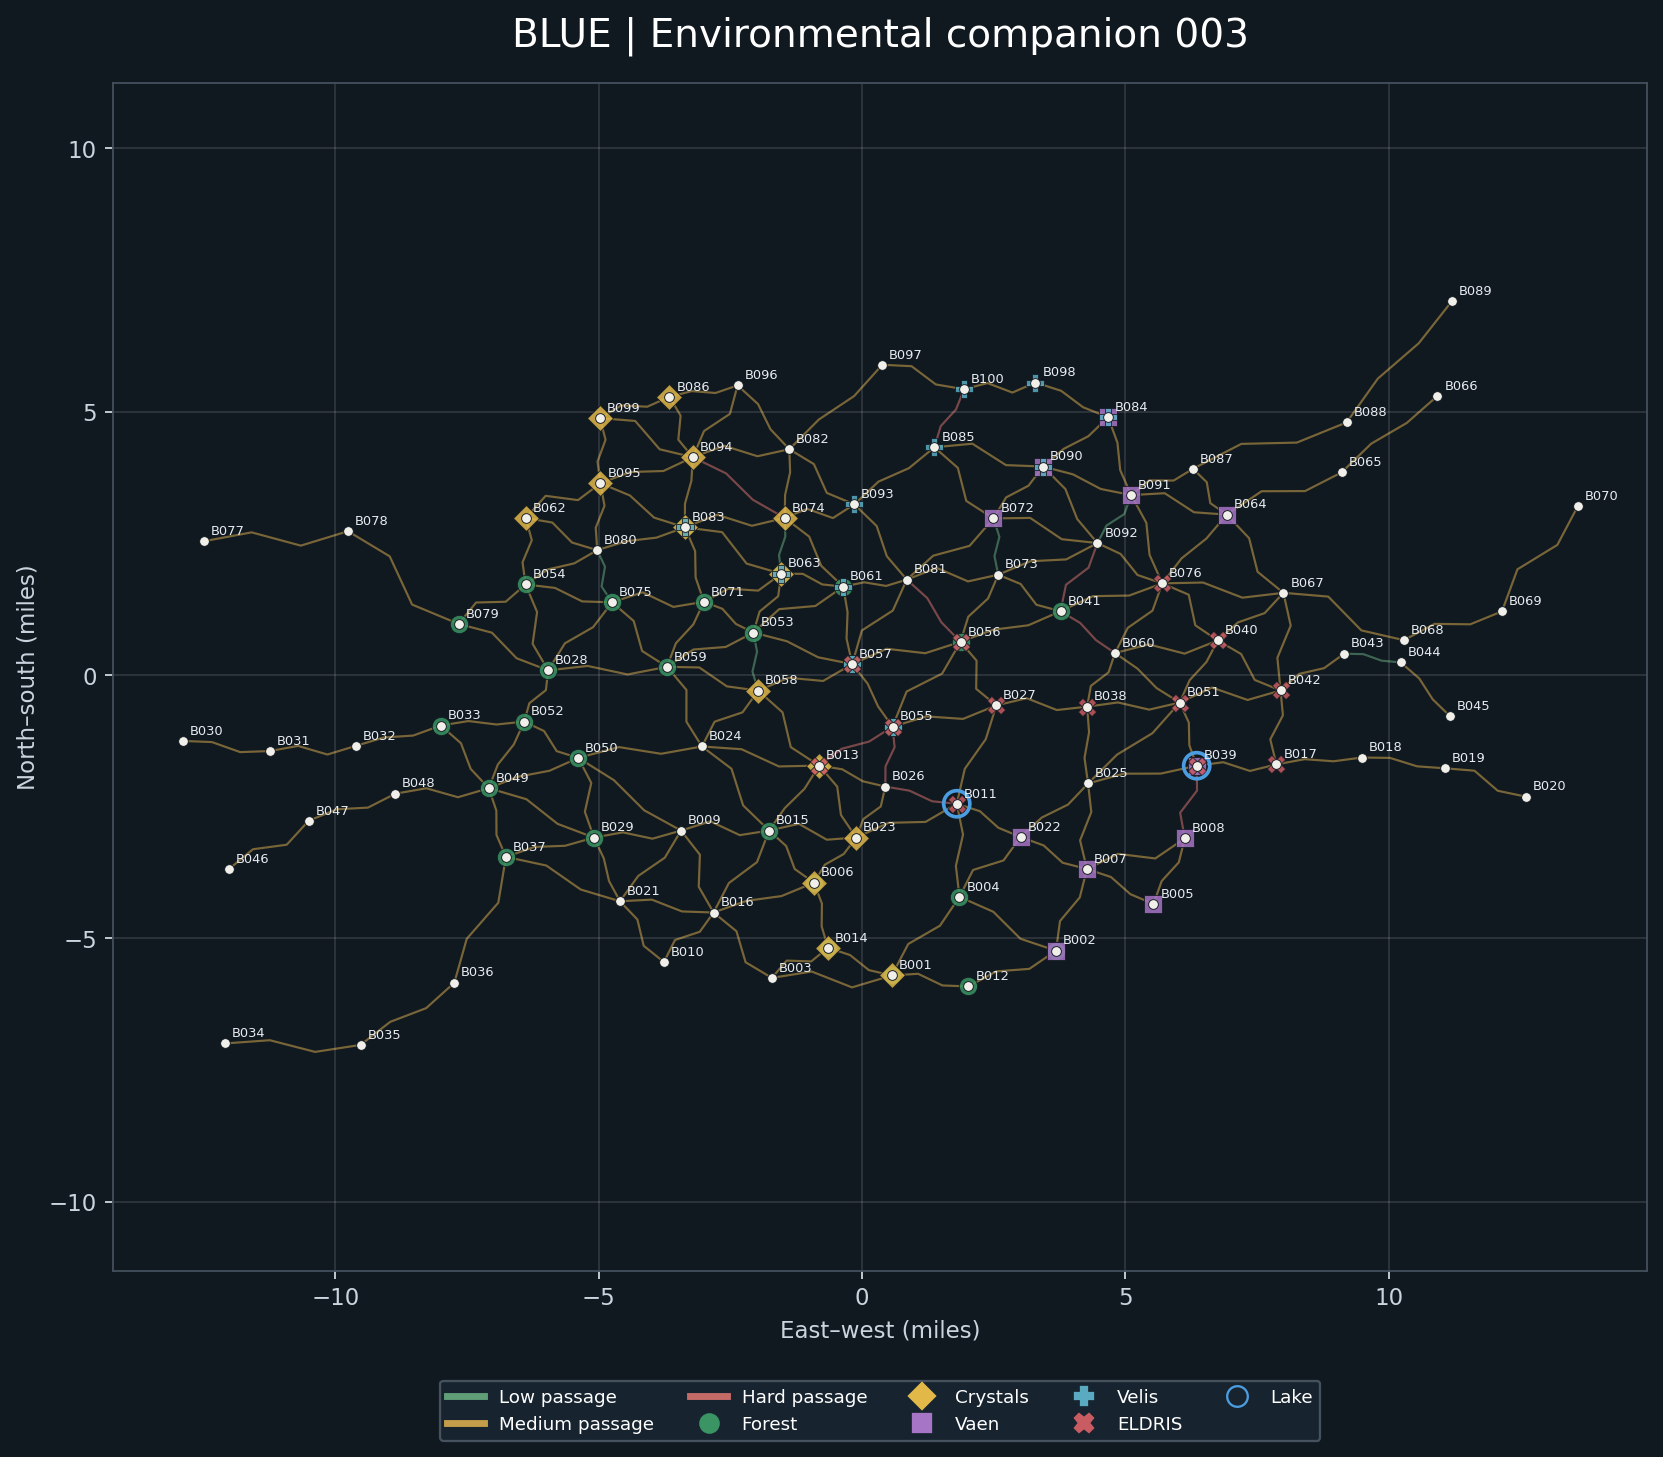 BLUE | Environmental companion 003
North–south (miles)
10
5
0
−5
−10
B089
B066
B097
B100
B098
B096
B086
B099
B084
B088
B082
B085
B094
B090
B087
B065
B095
B091
B093
B070
B062
B083
B074
B072
B064
B077
B078
B080
B092
B063
B061
B081
B073
B076
B054
B067
B075
B071
B041
B069
B079
B053
B056
B040
B068
B060
B043
B044
B028
B059
B057
B058
B042
B027
B038
B051
B045
B033
B052
B055
B030
B031
B032
B050
B024
B013
B039
B017
B018
B019
B048
B049
B026
B025
B020
B011
B047
B029
B009
B015
B023
B022
B008
B046
B037
B006
B007
B021
B016
B004
B005
B014
B002
B010
B003
B001
B036
B012
B034
B035
−10
−5
0
5
10
East–west (miles)
Low passage
Medium passage
Hard passage
Forest
Crystals
Vaen
Velis
ELDRIS
Lake